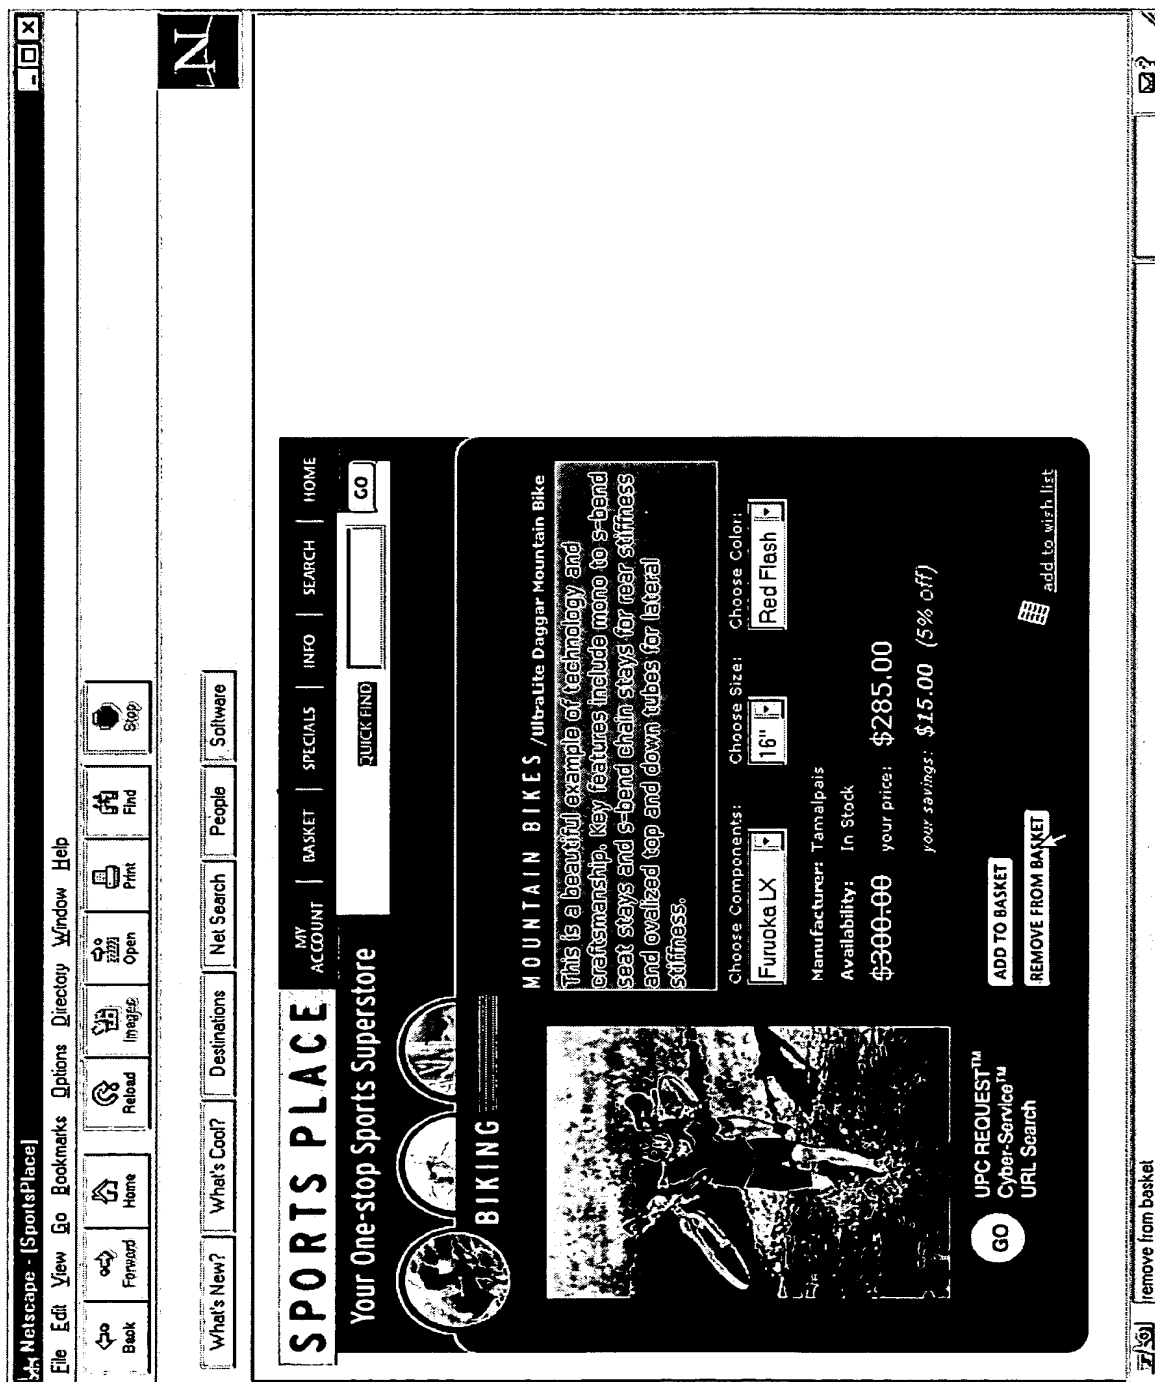 Netscape - [SpotsPlace]
File Edit View Go Bookmarks Options Directory Window Help
Back Forward Home Reload Images Open Print Find Stop
What's New? What's Cool? Destinations Net Search People Software
N
SPORTS PLACE
MY ACCOUNT | BASKET | SPECIALS | INFO | SEARCH | HOME
Your One-stop Sports Superstore
QUICK FIND GO
BIKING
MOUNTAIN BIKES /UltraLite Daggar Mountain Bike
This is a beautiful example of technology and
craftsmanship. Key features include mono to s-bend
seat stays and s-bend chain stays for rear stiffness
and ovalized top and down tubes for lateral
stiffness.
Choose Components: Choose Size: Choose Color:
Furuoka LX 16" Red Flash
Manufacturer: Tamalpais
Availability: In Stock
$300.00 your price: $285.00
your savings: $15.00 (5% off)
ADD TO BASKET
REMOVE FROM BASKET
add to wish list
GO
UPC REQUEST™
Cyber-Service™
URL Search
remove from basket